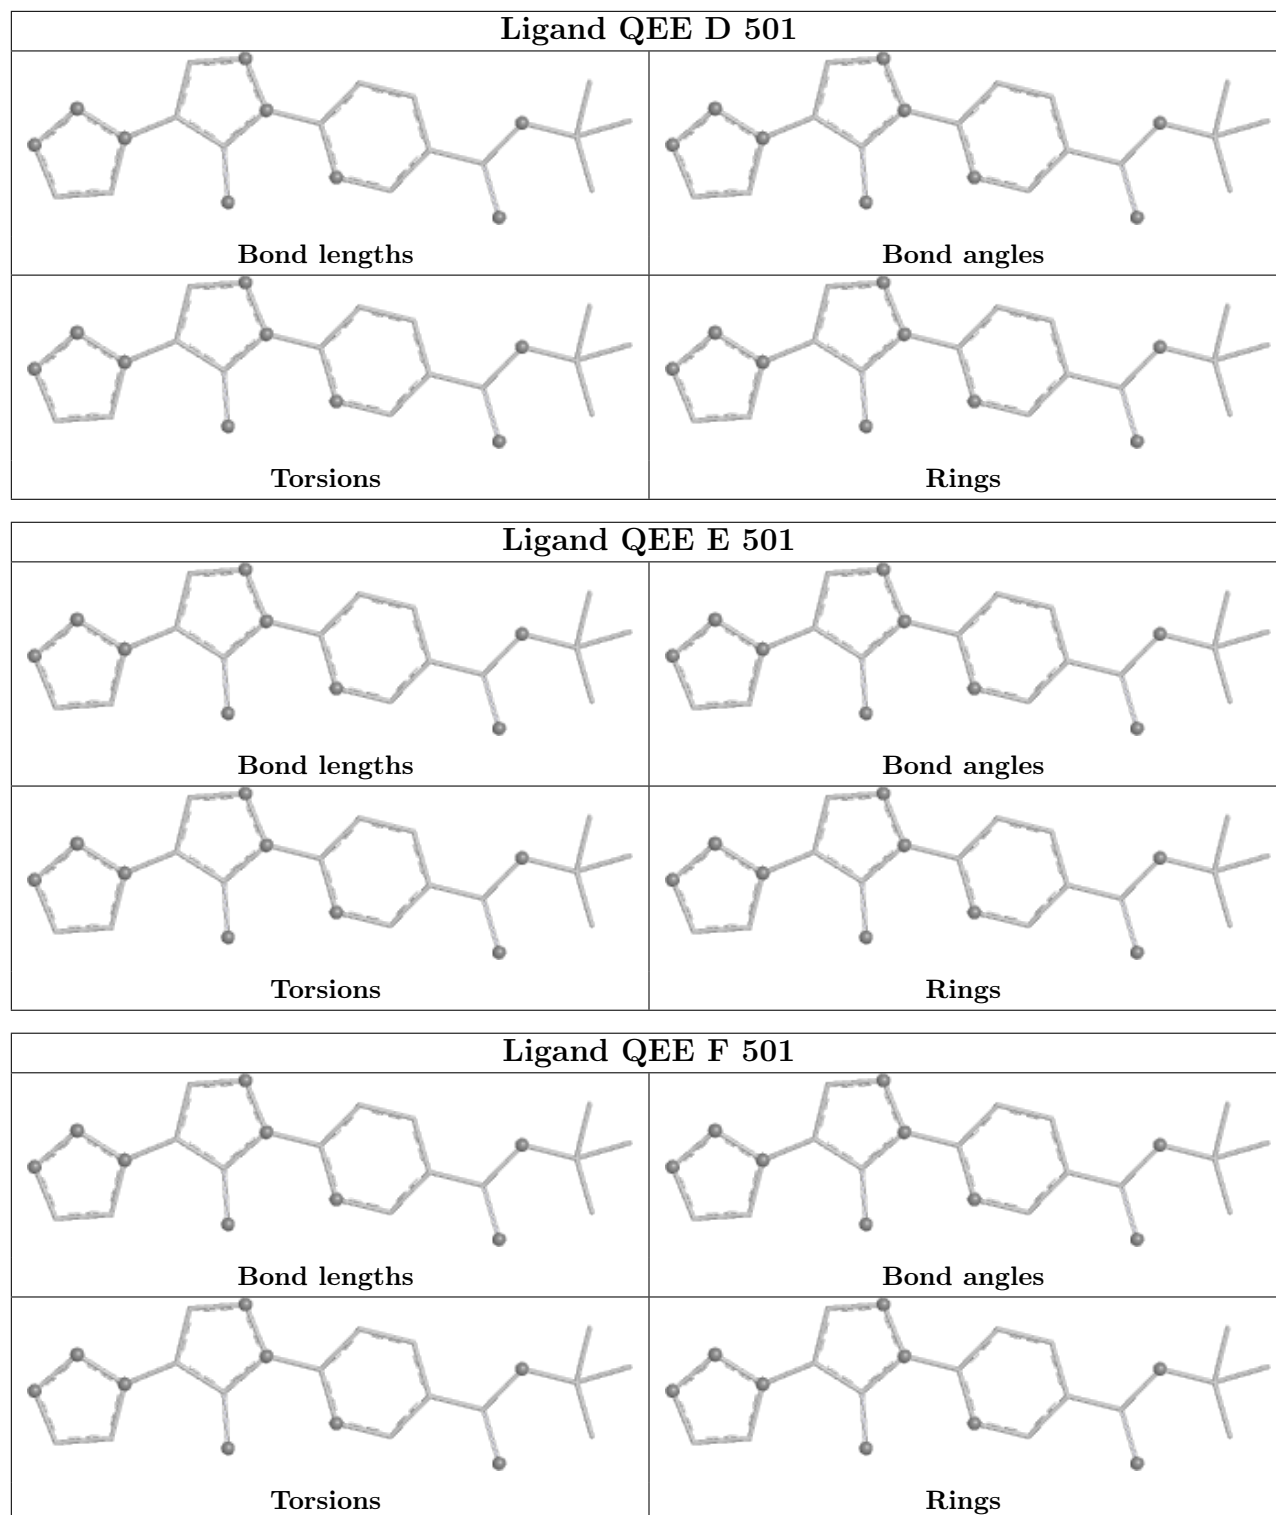 Ligand QEE D 501
Bond lengths
Bond angles
Torsions
Rings
Ligand QEE E 501
Bond lengths
Bond angles
Torsions
Rings
Ligand QEE F 501
Bond lengths
Bond angles
Torsions
Rings